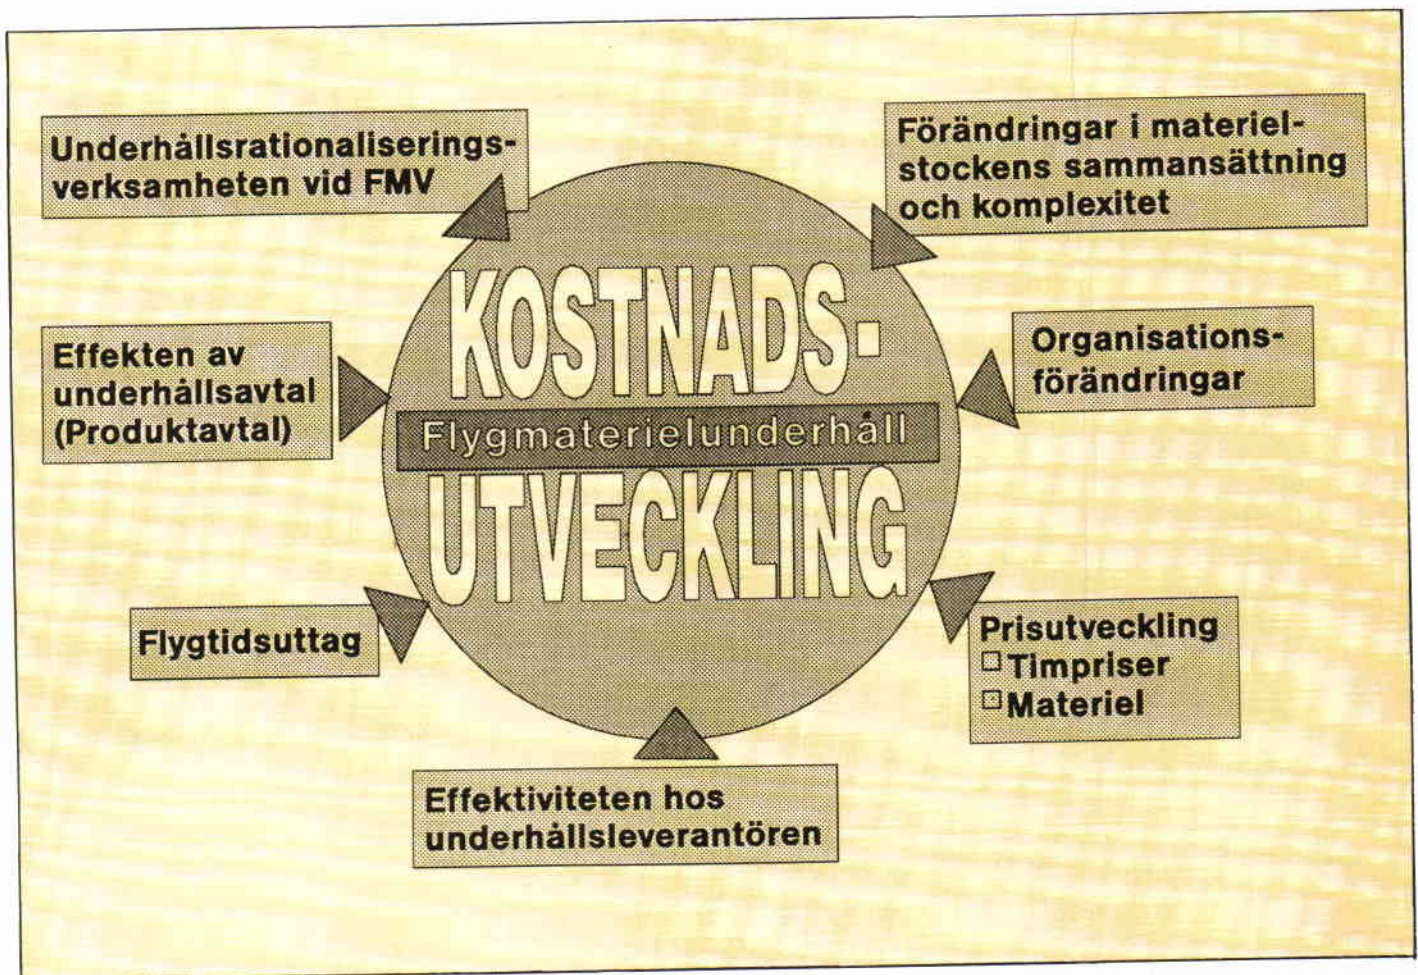 Underhållsrationaliserings-
verksamheten vid FMV
Förändringar i materiel-
stockens sammansättning
och komplexitet
KOSTNADS-
Flygmaterielunderhåll
UTVECKLING
Effekten av
underhållsavtal
(Produktavtal)
Organisations-
förändringar
Flygtidsuttag
Prisutveckling
□ Timpriser
□ Materiel
Effektiviteten hos
underhållsleverantören